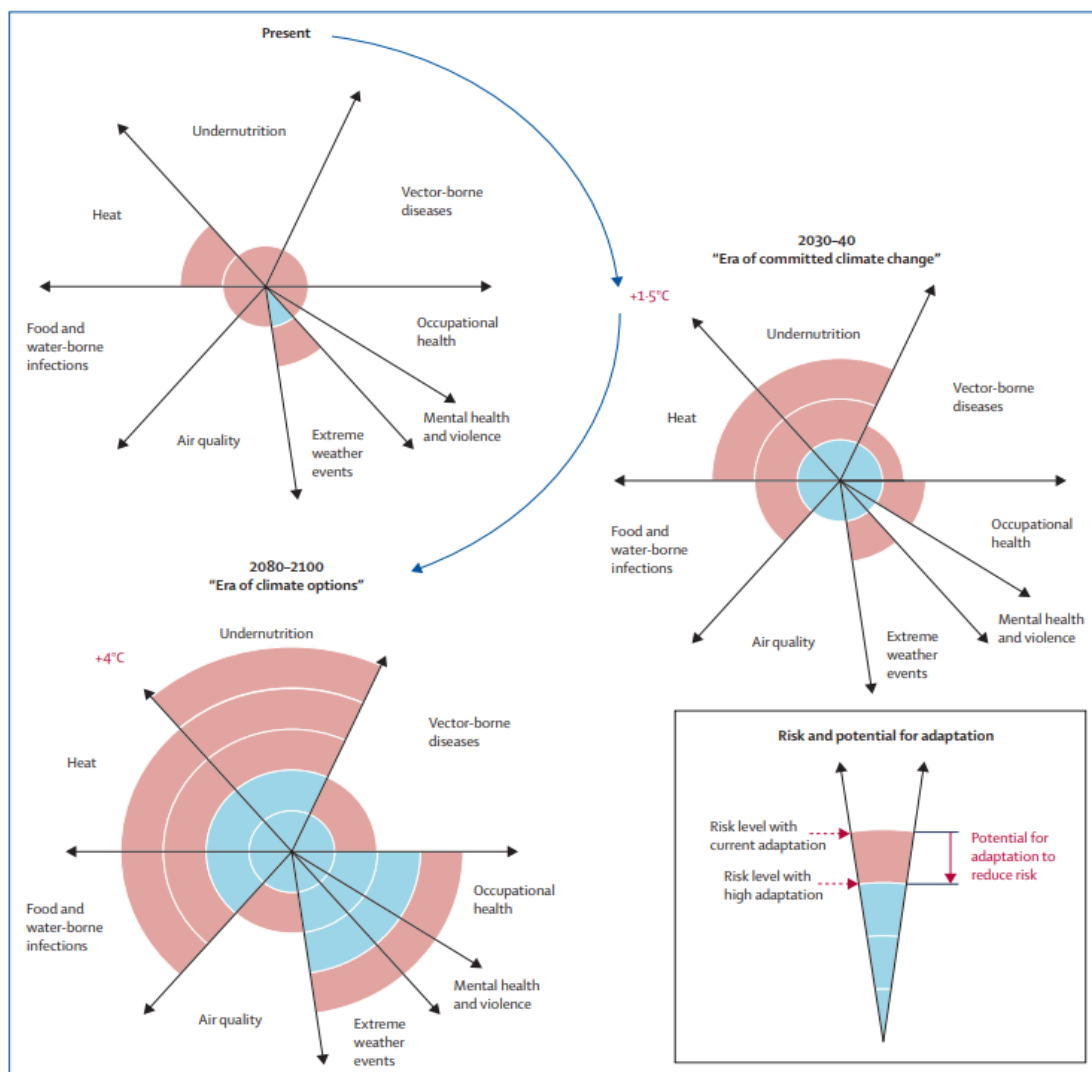 Present
Undernutrition
Vector-borne
diseases
Heat
Food and
water-borne
infections
Occupational
health
Air quality
Extreme
weather
events
Mental health
and violence
+1·5°C
2030–40
"Era of committed climate change"
Undernutrition
Vector-borne
diseases
Heat
Food and
water-borne
infections
Occupational
health
Air quality
Extreme
weather
events
Mental health
and violence
2080–2100
"Era of climate options"
+4°C
Undernutrition
Vector-borne
diseases
Heat
Food and
water-borne
infections
Occupational
health
Air quality
Extreme
weather
events
Mental health
and violence
Risk and potential for adaptation
Risk level with
current adaptation
Risk level with
high adaptation
Potential for
adaptation to
reduce risk